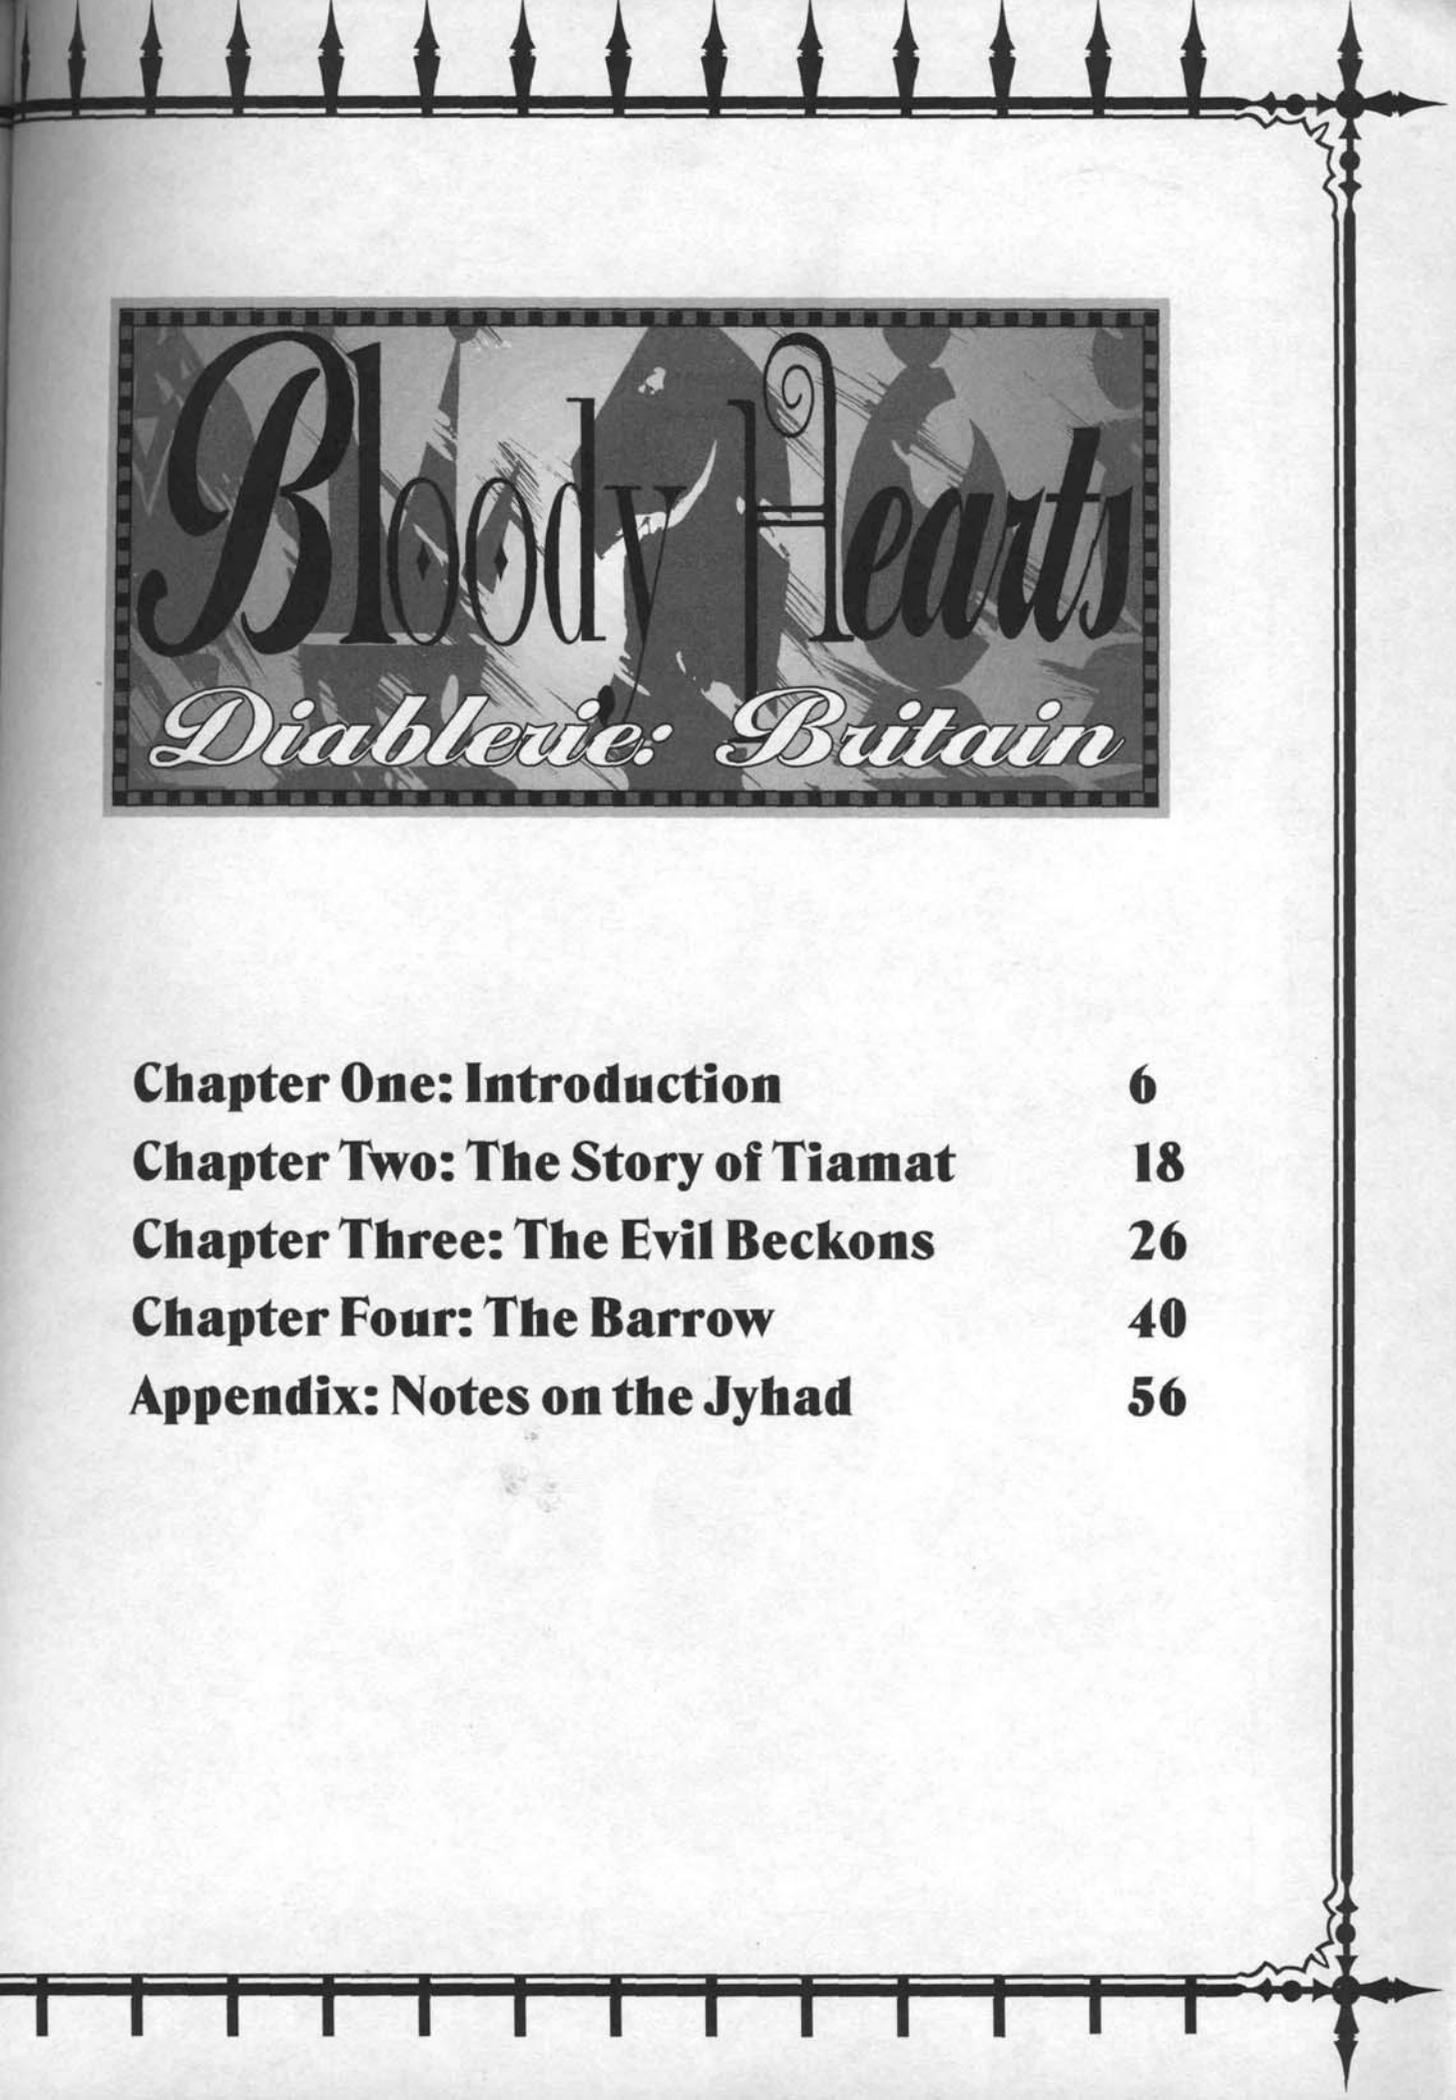 Bloody Hearts
Diablerie: Britain
Chapter One: Introduction 6
Chapter Two: The Story of Tiamat 18
Chapter Three: The Evil Beckons 26
Chapter Four: The Barrow 40
Appendix: Notes on the Jyhad 56